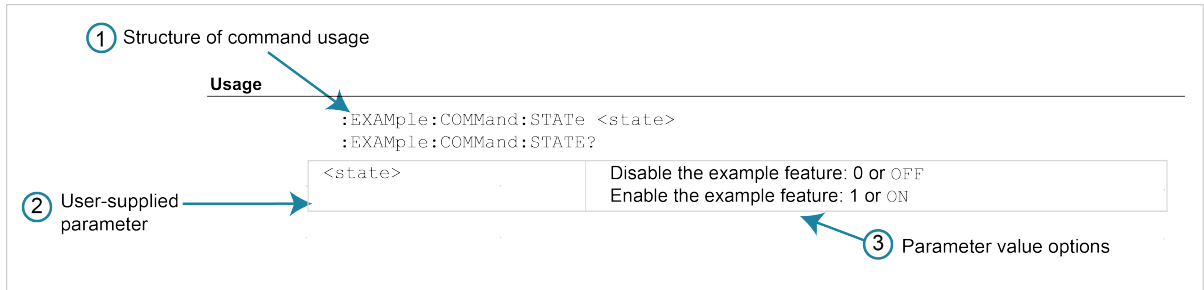 1 Structure of command usage
Usage
:EXAMple:COMMand:STATe <state>
:EXAMple:COMMand:STATE?
<state> Disable the example feature: 0 or OFF
Enable the example feature: 1 or ON
2 User-supplied
parameter
3 Parameter value options